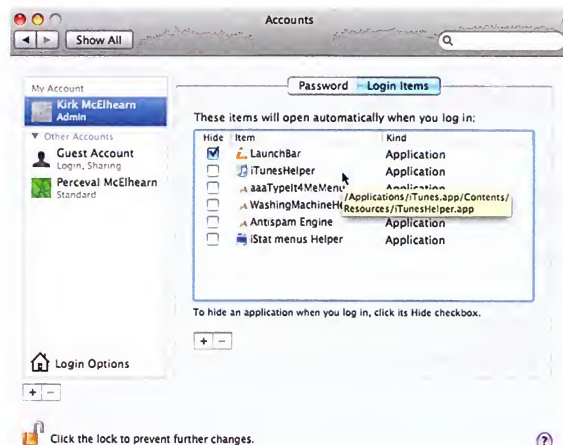 Accounts
Show All
My Account
Kirk McElhearn
Admin
Other Accounts
Guest Account
Login, Sharing
Perceval McElhearn
Standard
Login Options
Password Login Items
These items will open automatically when you log in:
Hide Item Kind
LaunchBar Application
iTunesHelper Application
aaaTypeIt4MeMenu Application
/Applications/iTunes.app/Contents/
Resources/iTunesHelper.app
WashingMachineHe
Antispam Engine Application
iStat menus Helper Application
To hide an application when you log in, click its Hide checkbox.
Click the lock to prevent further changes.